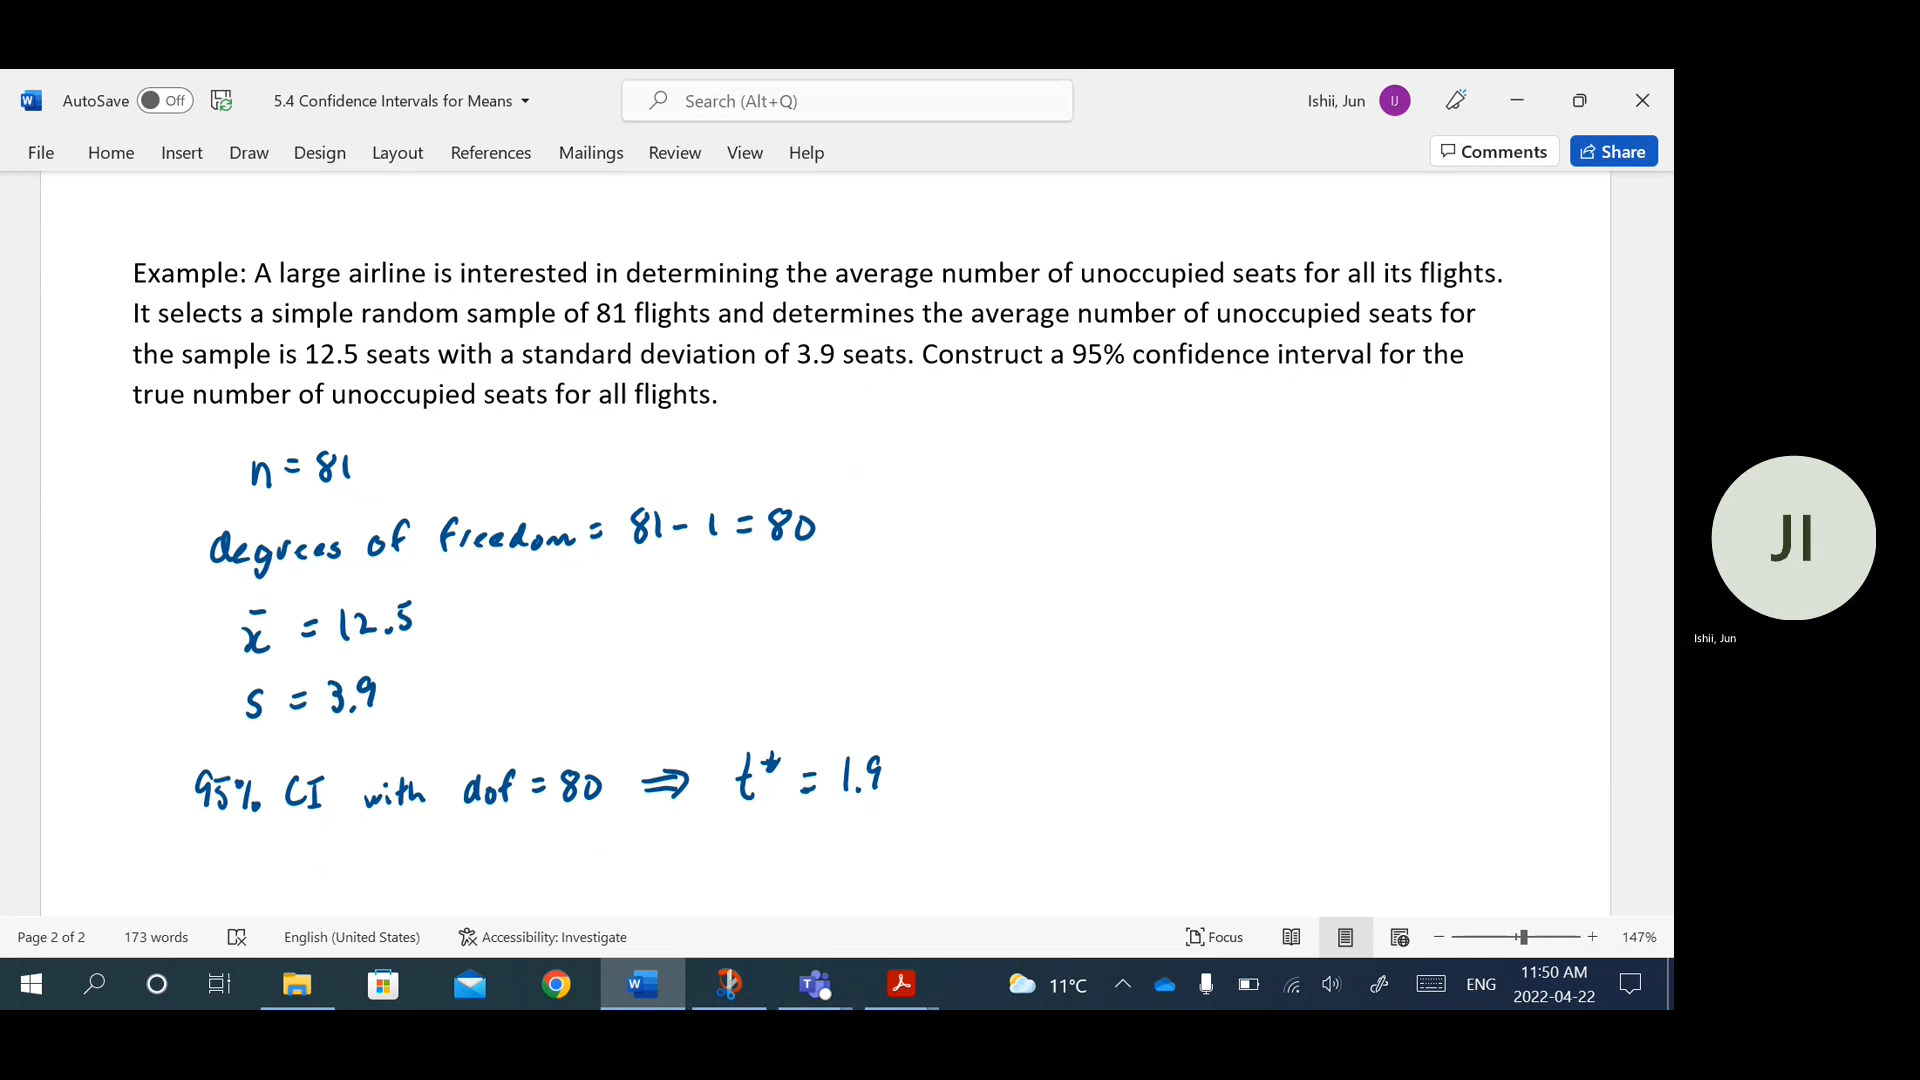 AutoSave Off 5.4 Confidence Intervals for Means Search (Alt+Q) Ishii, Jun IJ
File Home Insert Draw Design Layout References Mailings Review View Help Comments Share
Example: A large airline is interested in determining the average number of unoccupied seats for all its flights.
It selects a simple random sample of 81 flights and determines the average number of unoccupied seats for
the sample is 12.5 seats with a standard deviation of 3.9 seats. Construct a 95% confidence interval for the
true number of unoccupied seats for all flights.
n = 81
degrees of freedom = 81 - 1 = 80
x̄ = 12.5
s = 3.9
95% CI with dof = 80 ⇒ t* = 1.9
JI
Ishii, Jun
Page 2 of 2 173 words English (United States) Accessibility: Investigate Focus 147%
11°C ENG 11:50 AM
2022-04-22